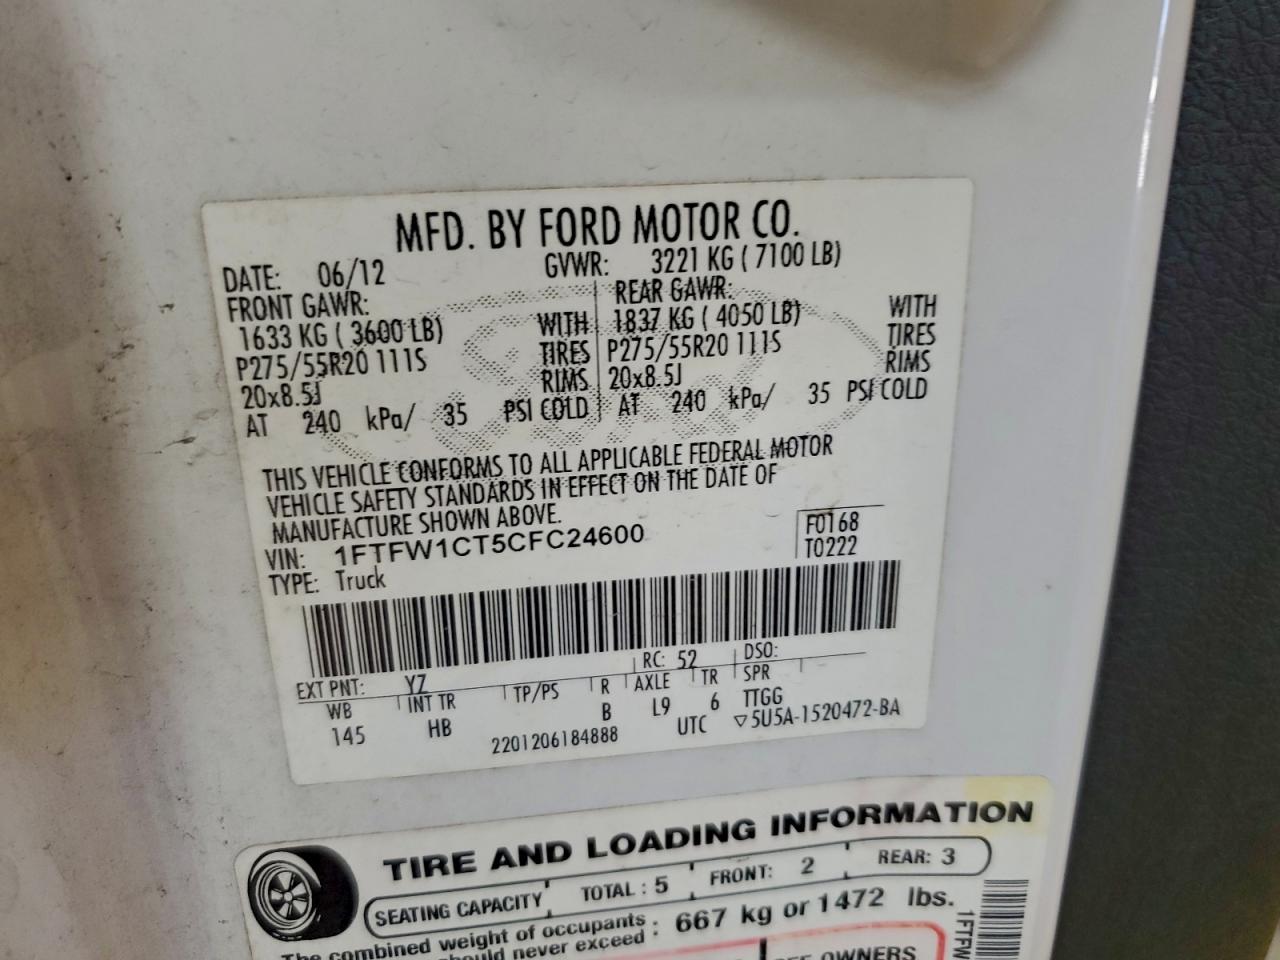 MFD. BY FORD MOTOR CO.
DATE: 06/12 GVWR: 3221 KG ( 7100 LB)
FRONT GAWR: REAR GAWR:
1633 KG ( 3600 LB) WITH 1837 KG ( 4050 LB) WITH
P275/55R20 111S TIRES P275/55R20 111S TIRES
20x8.5J RIMS 20x8.5J RIMS
AT 240 kPa/ 35 PSI COLD AT 240 kPa/ 35 PSI COLD
THIS VEHICLE CONFORMS TO ALL APPLICABLE FEDERAL MOTOR
VEHICLE SAFETY STANDARDS IN EFFECT ON THE DATE OF
MANUFACTURE SHOWN ABOVE.
VIN: 1FTFW1CT5CFC24600 F0168
TYPE: Truck T0222
EXT PNT: YZ RC: 52 DSO:
WB INT TR TP/PS R AXLE TR SPR
145 HB B L9 6 TTGG
2201206184888 UTC ▽5U5A-1520472-BA
TIRE AND LOADING INFORMATION
SEATING CAPACITY TOTAL : 5 FRONT: 2 REAR: 3
The combined weight of occupants
should never exceed : 667 kg or 1472 lbs.
OWNERS
1FTFW